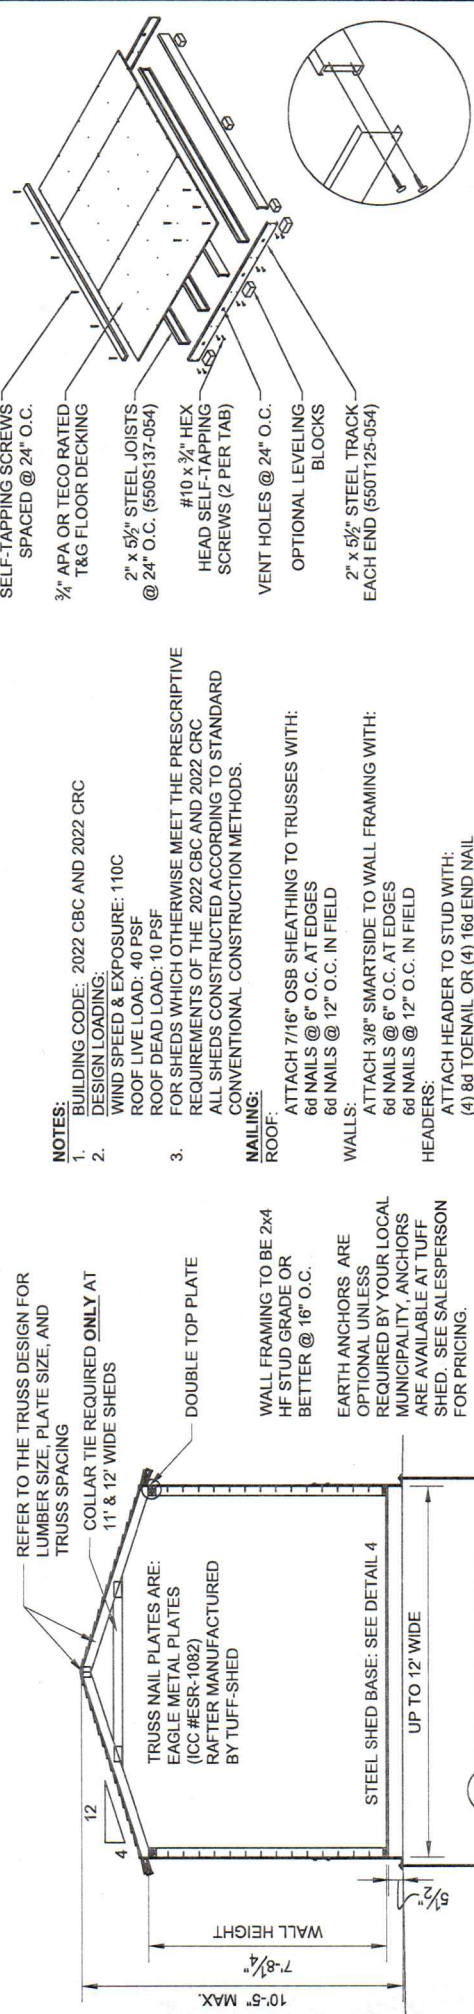 REFER TO THE TRUSS DESIGN FOR
LUMBER SIZE, PLATE SIZE, AND
TRUSS SPACING
COLLAR TIE REQUIRED ONLY AT
11' & 12' WIDE SHEDS
12
4
DOUBLE TOP PLATE
TRUSS NAIL PLATES ARE:
EAGLE METAL PLATES
(ICC #ESR-1082)
RAFTER MANUFACTURED
BY TUFF-SHED
WALL FRAMING TO BE 2x4
HF STUD GRADE OR
BETTER @ 16" O.C.
EARTH ANCHORS ARE
OPTIONAL UNLESS
REQUIRED BY YOUR LOCAL
MUNICIPALITY, ANCHORS
ARE AVAILABLE AT TUFF
SHED. SEE SALESPERSON
FOR PRICING.
STEEL SHED BASE: SEE DETAIL 4
UP TO 12' WIDE
5½"
WALL HEIGHT
7'-8¼"
10'-5" MAX.
NOTES:
1. BUILDING CODE: 2022 CBC AND 2022 CRC
2. DESIGN LOADING:
WIND SPEED & EXPOSURE: 110C
ROOF LIVE LOAD: 40 PSF
ROOF DEAD LOAD: 10 PSF
3. FOR SHEDS WHICH OTHERWISE MEET THE PRESCRIPTIVE
REQUIREMENTS OF THE 2022 CBC AND 2022 CRC
ALL SHEDS CONSTRUCTED ACCORDING TO STANDARD
CONVENTIONAL CONSTRUCTION METHODS.
NAILING:
ROOF:
ATTACH 7/16" OSB SHEATHING TO TRUSSES WITH:
6d NAILS @ 6" O.C. AT EDGES
6d NAILS @ 12" O.C. IN FIELD
WALLS:
ATTACH 3/8" SMARTSIDE TO WALL FRAMING WITH:
6d NAILS @ 6" O.C. AT EDGES
6d NAILS @ 12" O.C. IN FIELD
HEADERS:
ATTACH HEADER TO STUD WITH:
(4) 8d TOENAIL OR (4) 16d END NAIL
SELF-TAPPING SCREWS
SPACED @ 24" O.C.
¾" APA OR TECO RATED
T&G FLOOR DECKING
2" x 5½" STEEL JOISTS
@ 24" O.C. (550S137-054)
#10 x ¾" HEX
HEAD SELF-TAPPING
SCREWS (2 PER TAB)
VENT HOLES @ 24" O.C.
OPTIONAL LEVELING
BLOCKS
2" x 5½" STEEL TRACK
EACH END (550T125-054)